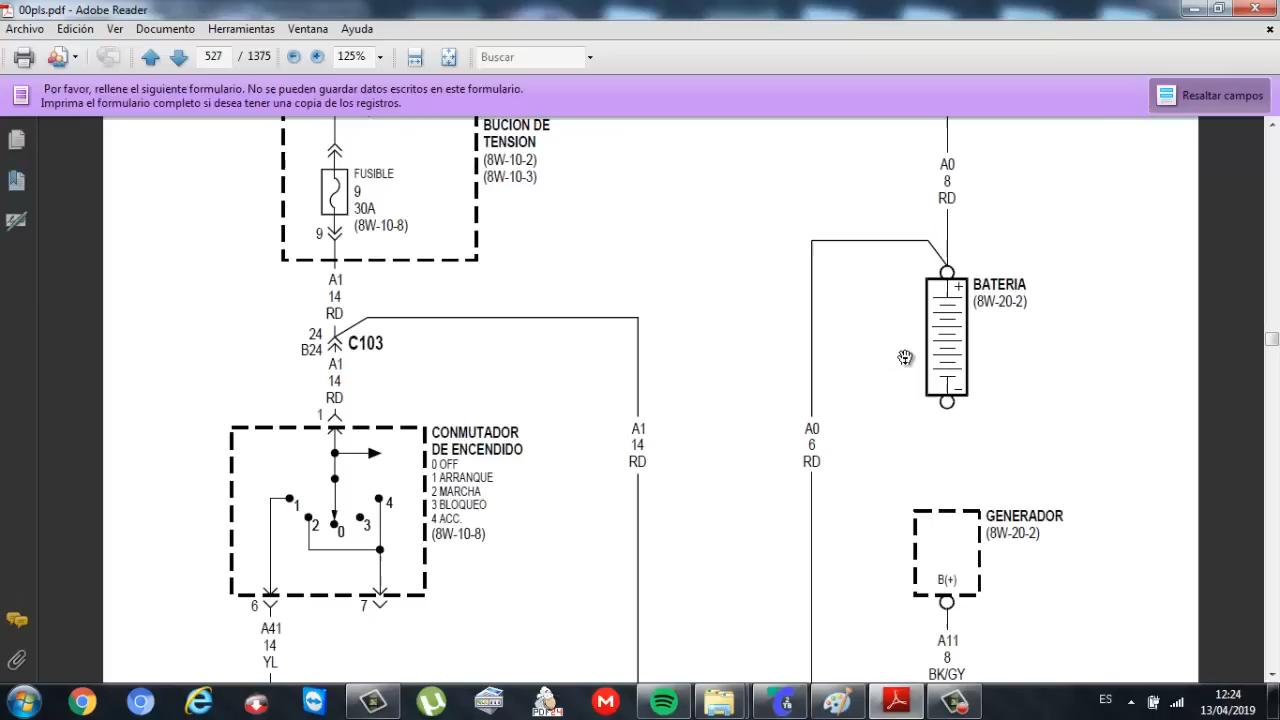 00pls.pdf - Adobe Reader
Archivo Edición Ver Documento Herramientas Ventana Ayuda
527 / 1375 125% Buscar
Por favor, rellene el siguiente formulario. No se pueden guardar datos escritos en este formulario.
Imprima el formulario completo si desea tener una copia de los registros.
Resaltar campos
BUCION DE
TENSION
(8W-10-2)
(8W-10-3)
FUSIBLE
9
30A
(8W-10-8)
9
A1
14
RD
24
B24
C103
A1
14
RD
1
CONMUTADOR
DE ENCENDIDO
0 OFF
1 ARRANQUE
2 MARCHA
3 BLOQUEO
4 ACC.
(8W-10-8)
1
2
0
3
4
6
7
A41
14
YL
A1
14
RD
A0
8
RD
BATERIA
(8W-20-2)
+
−
A0
6
RD
GENERADOR
(8W-20-2)
B(+)
A11
8
BK/GY
ES
12:24
13/04/2019